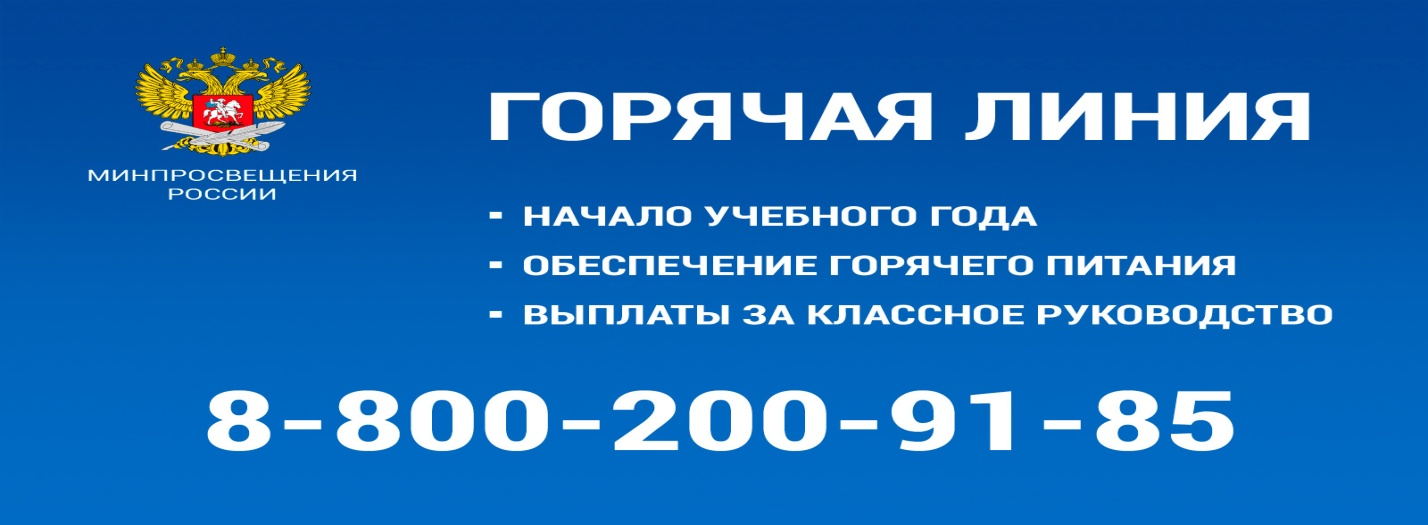 МИНПРОСВЕЩЕНИЯ
РОССИИ
ГОРЯЧАЯ ЛИНИЯ
- НАЧАЛО УЧЕБНОГО ГОДА
- ОБЕСПЕЧЕНИЕ ГОРЯЧЕГО ПИТАНИЯ
- ВЫПЛАТЫ ЗА КЛАССНОЕ РУКОВОДСТВО
8-800-200-91-85